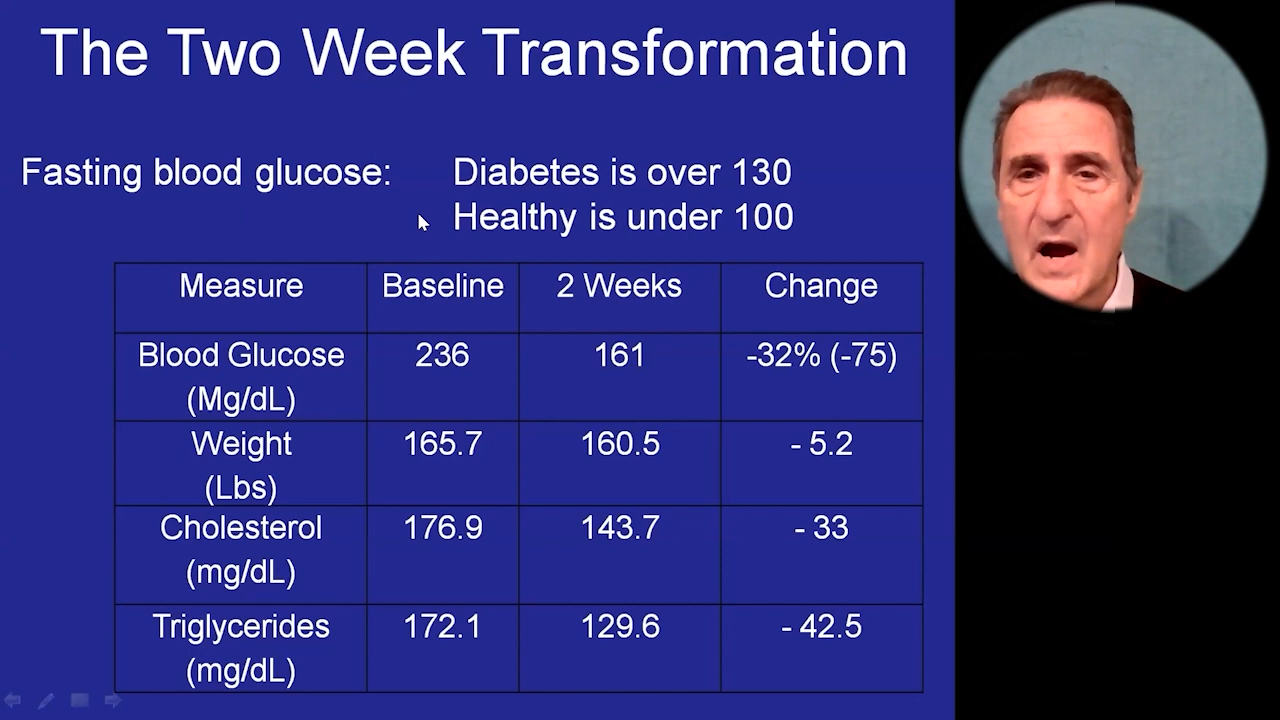 The Two Week Transformation
Fasting blood glucose: Diabetes is over 130
Healthy is under 100
Measure Baseline 2 Weeks Change
Blood Glucose 236 161 -32% (-75)
(Mg/dL)
Weight 165.7 160.5 - 5.2
(Lbs)
Cholesterol 176.9 143.7 - 33
(mg/dL)
Triglycerides 172.1 129.6 - 42.5
(mg/dL)